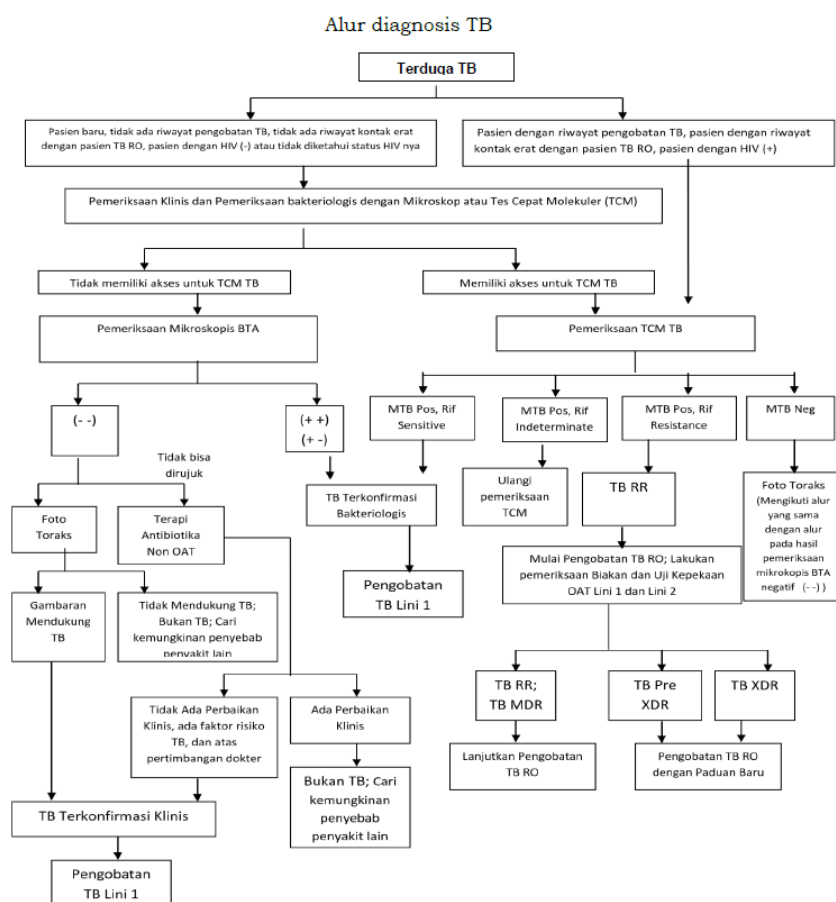 Alur diagnosis TB
Terduga TB
Pasien baru, tidak ada riwayat pengobatan TB, tidak ada riwayat kontak erat
dengan pasien TB RO, pasien dengan HIV (-) atau tidak diketahui status HIV nya
Pasien dengan riwayat pengobatan TB, pasien dengan riwayat
kontak erat dengan pasien TB RO, pasien dengan HIV (+)
Pemeriksaan Klinis dan Pemeriksaan bakteriologis dengan Mikroskop atau Tes Cepat Molekuler (TCM)
Tidak memiliki akses untuk TCM TB
Memiliki akses untuk TCM TB
Pemeriksaan Mikroskopis BTA
Pemeriksaan TCM TB
(- -)
(+ +)
(+ -)
MTB Pos, Rif
Sensitive
MTB Pos, Rif
Indeterminate
MTB Pos, Rif
Resistance
MTB Neg
Tidak bisa
dirujuk
Foto
Toraks
Terapi
Antibiotika
Non OAT
TB Terkonfirmasi
Bakteriologis
Ulangi
pemeriksaan
TCM
TB RR
Foto Toraks
(Mengikuti alur
yang sama
dengan alur
pada hasil
pemeriksaan
mikrokopis BTA
negatif (- -) )
Pengobatan
TB Lini 1
Mulai Pengobatan TB RO; Lakukan
pemeriksaan Biakan dan Uji Kepekaan
OAT Lini 1 dan Lini 2
Gambaran
Mendukung
TB
Tidak Mendukung TB;
Bukan TB; Cari
kemungkinan penyebab
penyakit lain
TB RR;
TB MDR
TB Pre
XDR
TB XDR
Tidak Ada Perbaikan
Klinis, ada faktor risiko
TB, dan atas
pertimbangan dokter
Ada Perbaikan
Klinis
Lanjutkan Pengobatan
TB RO
Pengobatan TB RO
dengan Paduan Baru
Bukan TB; Cari
kemungkinan
penyebab
penyakit lain
TB Terkonfirmasi Klinis
Pengobatan
TB Lini 1